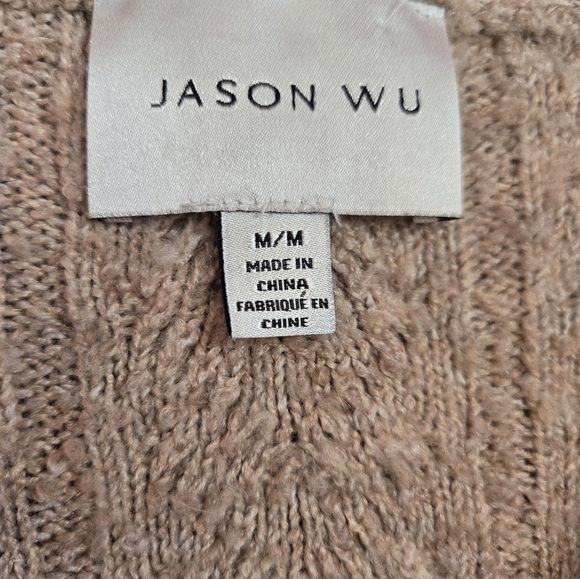 JASON WU
M/M
MADE IN
CHINA
FABRIQUÉ EN
CHINE